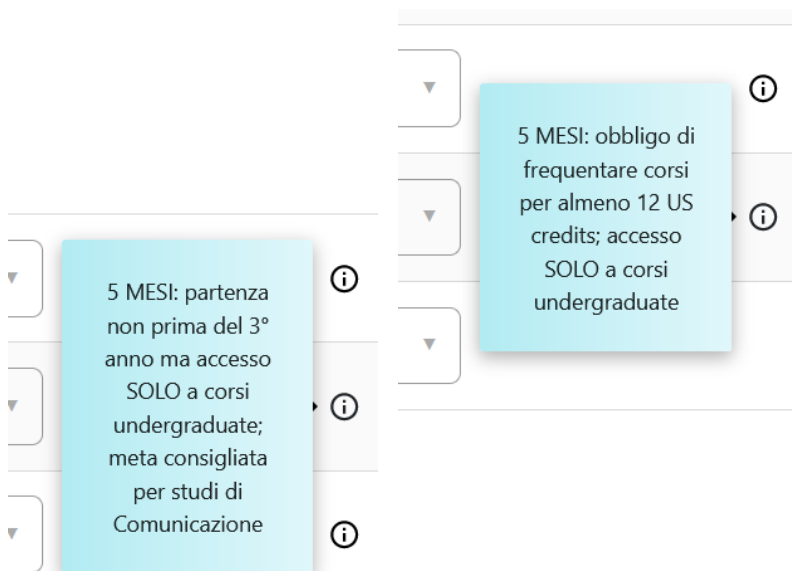 5 MESI: partenza
non prima del 3°
anno ma accesso
SOLO a corsi
undergraduate;
meta consigliata
per studi di
Comunicazione
5 MESI: obbligo di
frequentare corsi
per almeno 12 US
credits; accesso
SOLO a corsi
undergraduate